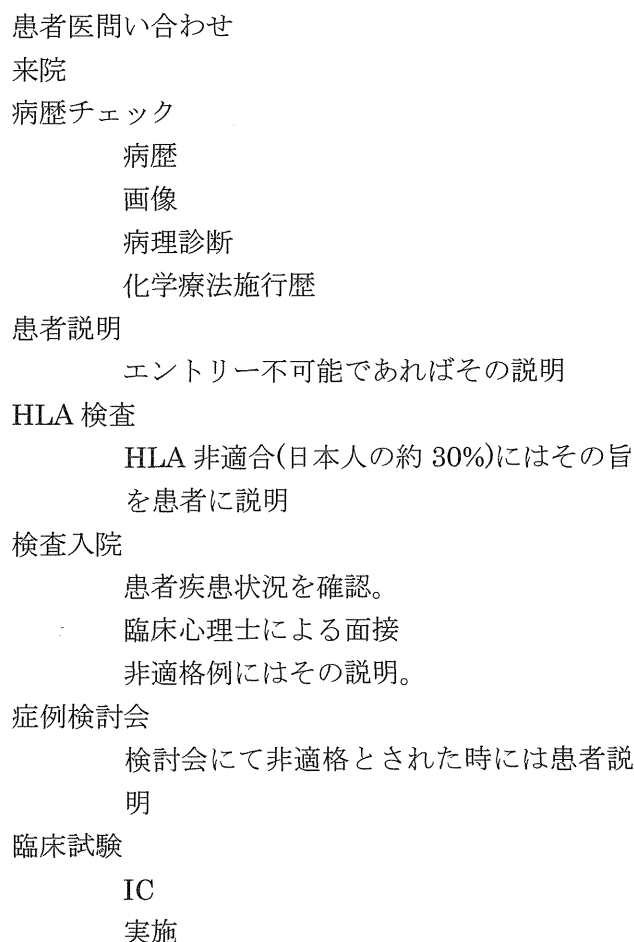 患者医問い合わせ
来院
病歴チェック
病歴
画像
病理診断
化学療法施行歴
患者説明
エントリー不可能であればその説明
HLA 検査
HLA 非適合(日本人の約 30%)にはその旨
を患者に説明
検査入院
患者疾患状況を確認。
臨床心理士による面接
非適格例にはその説明。
症例検討会
検討会にて非適格とされた時には患者説
明
臨床試験
IC
実施